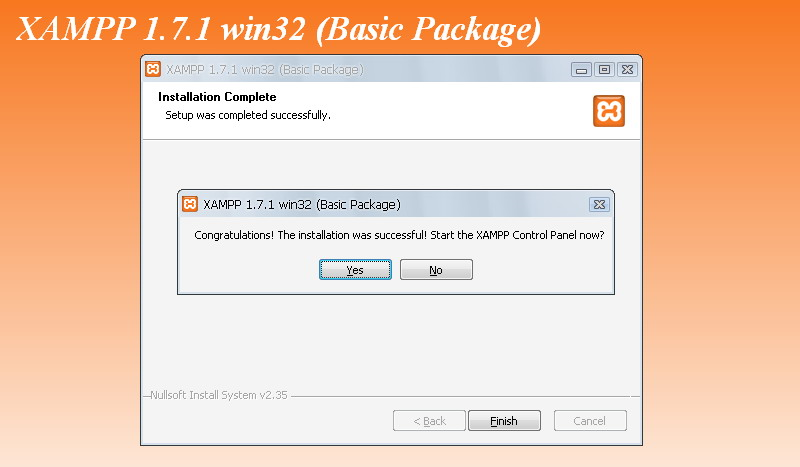 XAMPP 1.7.1 win32 (Basic Package)
XAMPP 1.7.1 win32 (Basic Package)
Installation Complete
Setup was completed successfully.
XAMPP 1.7.1 win32 (Basic Package)
Congratulations! The installation was successful! Start the XAMPP Control Panel now?
Yes No
Nullsoft Install System v2.35
< Back Finish Cancel